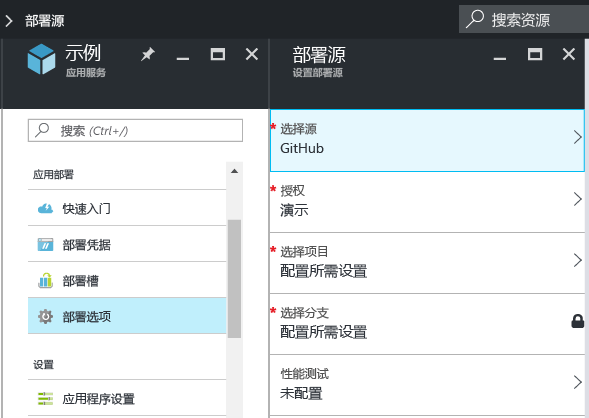 部署源
搜索资源
示例
应用服务
搜索 (Ctrl+/)
应用部署
快速入门
部署凭据
部署槽
部署选项
设置
应用程序设置
部署源
设置部署源
* 选择源
GitHub
* 授权
演示
* 选择项目
配置所需设置
* 选择分支
配置所需设置
性能测试
未配置